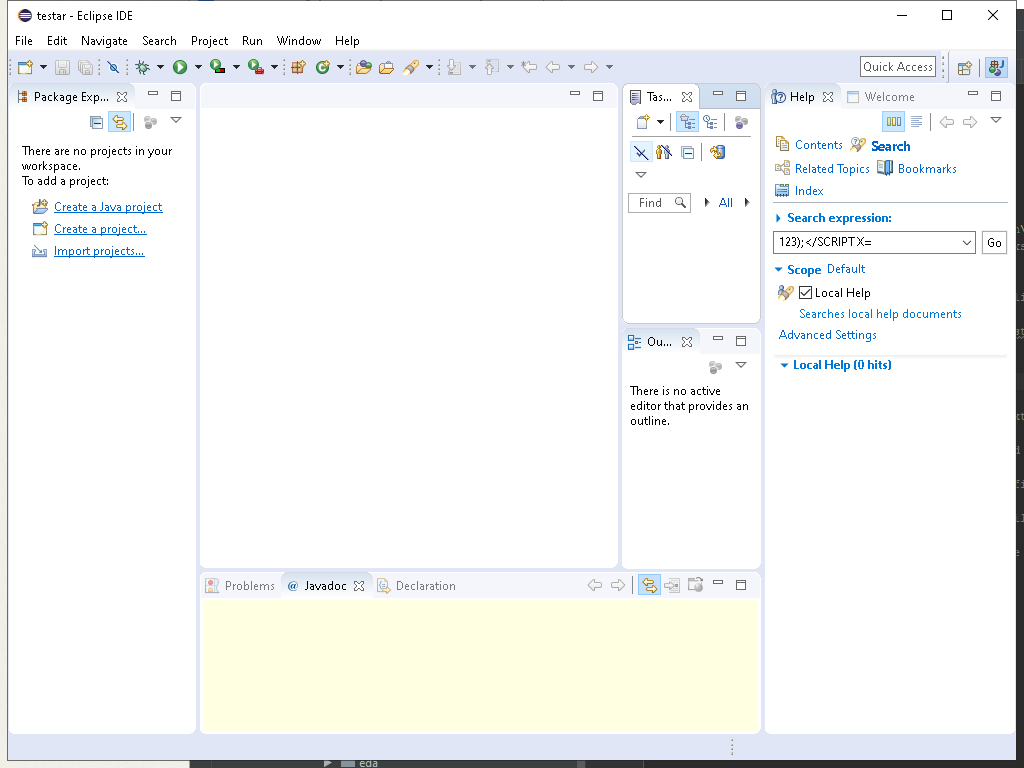 testar - Eclipse IDE
File Edit Navigate Search Project Run Window Help
Quick Access
Package Exp...
There are no projects in your
workspace.
To add a project:
Create a Java project
Create a project...
Import projects...
Tas...
Find
All
Ou...
There is no active
editor that provides an
outline.
Help Welcome
Contents Search
Related Topics Bookmarks
Index
Search expression:
123);</SCRIPTX=
Go
Scope Default
Local Help
Searches local help documents
Advanced Settings
Local Help (0 hits)
Problems @ Javadoc Declaration
eda